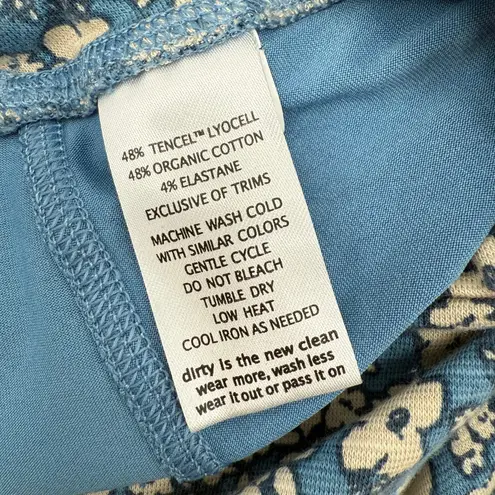 48% TENCEL™ LYOCELL
48% ORGANIC COTTON
4% ELASTANE
EXCLUSIVE OF TRIMS
MACHINE WASH COLD
WITH SIMILAR COLORS
GENTLE CYCLE
DO NOT BLEACH
TUMBLE DRY
LOW HEAT
COOL IRON AS NEEDED
dirty is the new clean
wear more, wash less
wear it out or pass it on